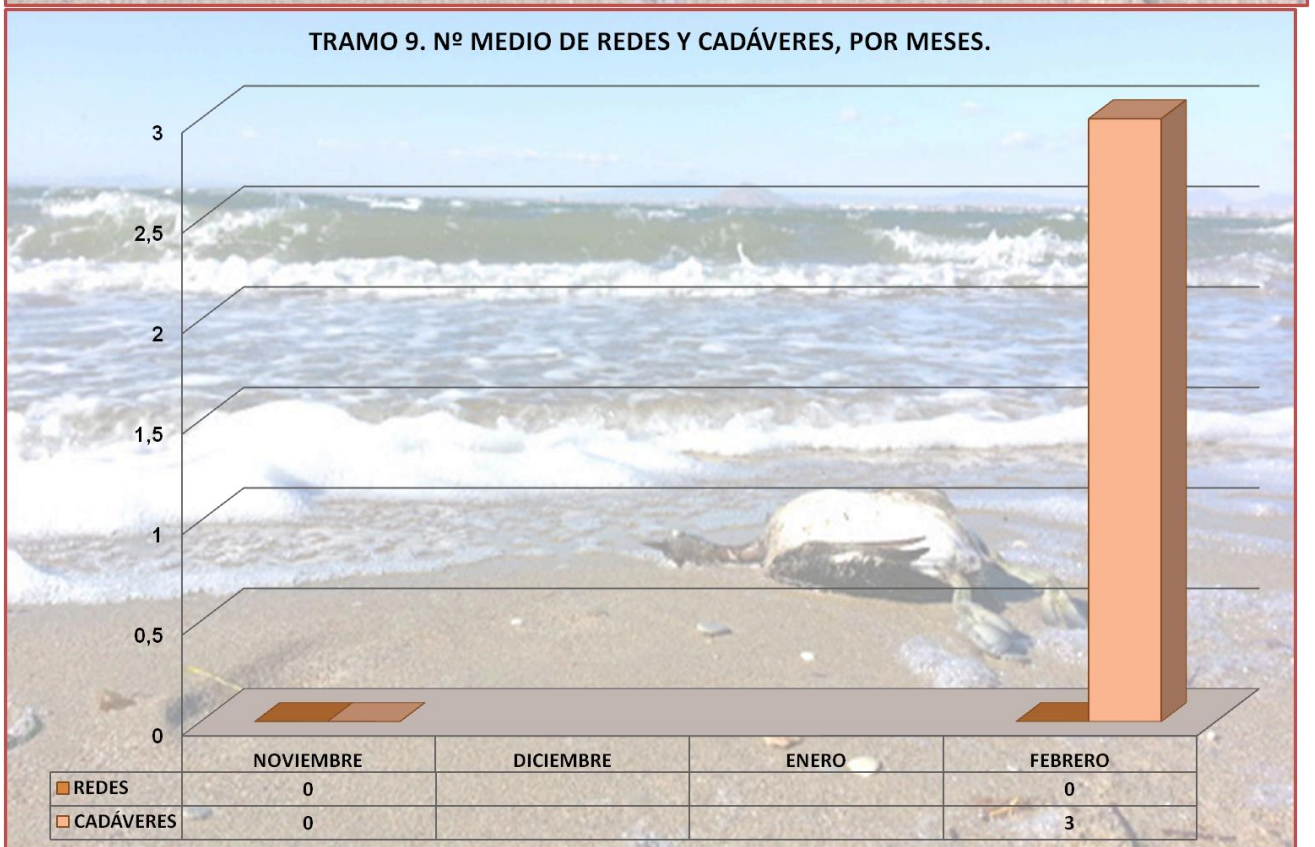 TRAMO 9. Nº MEDIO DE REDES Y CADÁVERES, POR MESES.
3
2,5
2
1,5
1
0,5
0
NOVIEMBRE DICIEMBRE ENERO FEBRERO
REDES 0 0
CADÁVERES 0 3